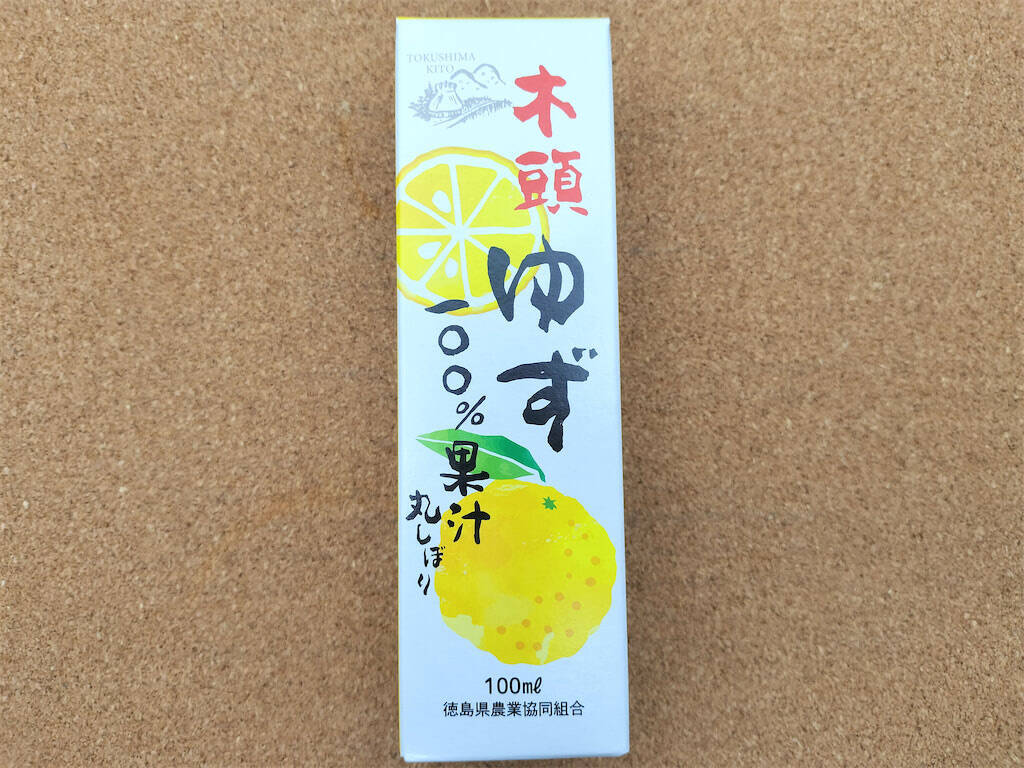 TOKUSHIMA
KITO
木頭
ゆず
一〇〇%果汁
丸しぼり
100mℓ
徳島県農業協同組合